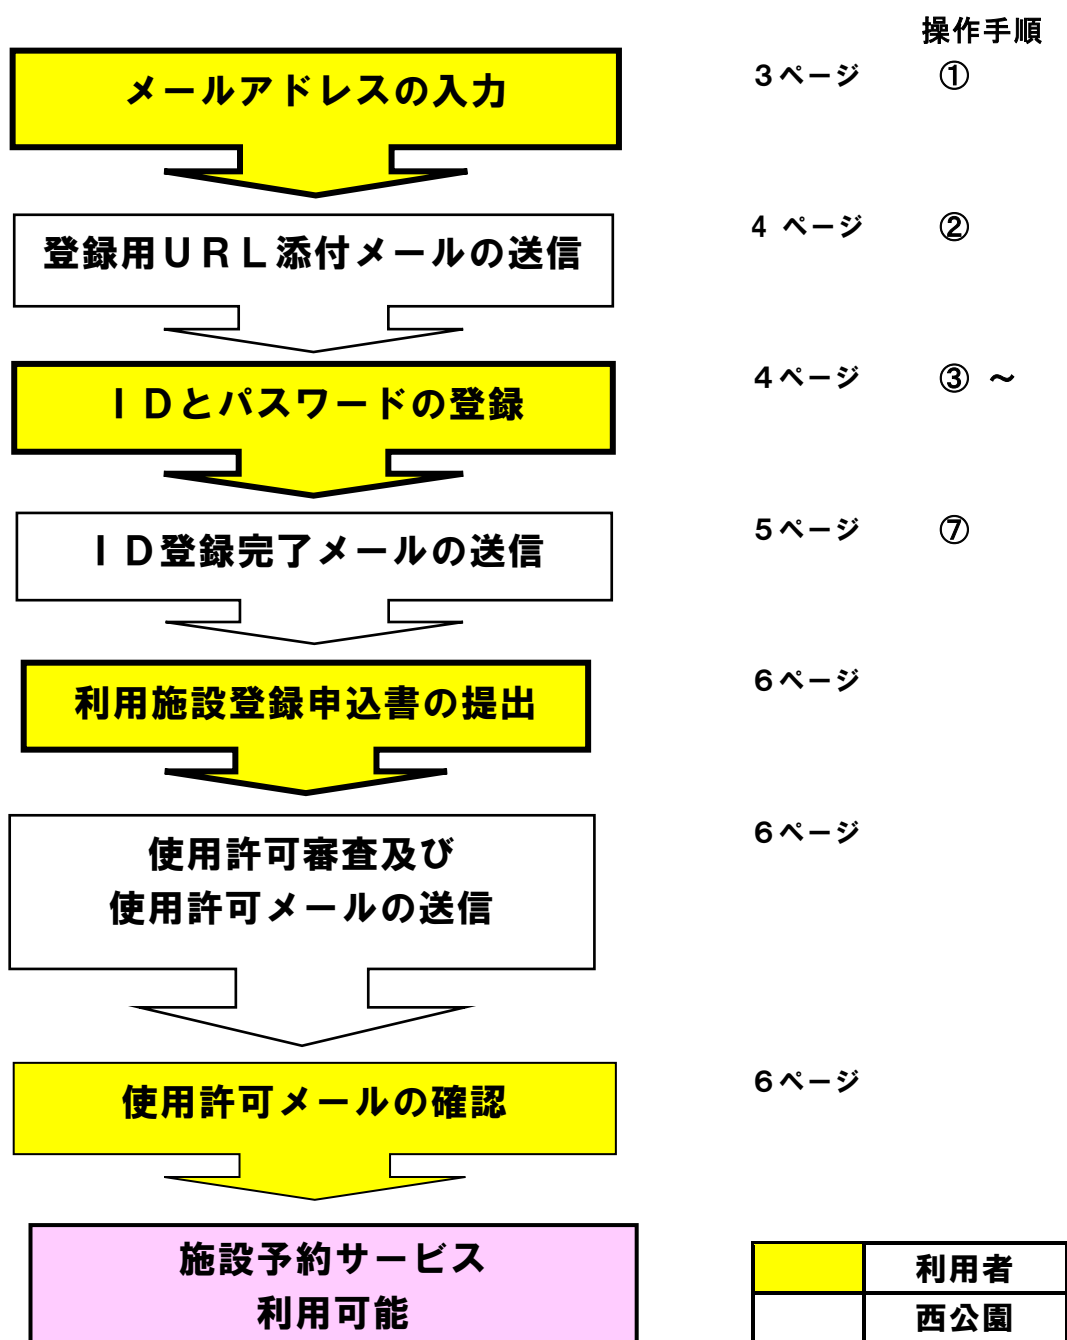 操作手順
メールアドレスの入力 3ページ ①
登録用ＵＲＬ添付メールの送信 4 ページ ②
ＩＤとパスワードの登録 4ページ ③ ～
ＩＤ登録完了メールの送信 5ページ ⑦
利用施設登録申込書の提出 6ページ
使用許可審査及び 6ページ
使用許可メールの送信
使用許可メールの確認 6ページ
施設予約サービス
利用可能
利用者
西公園